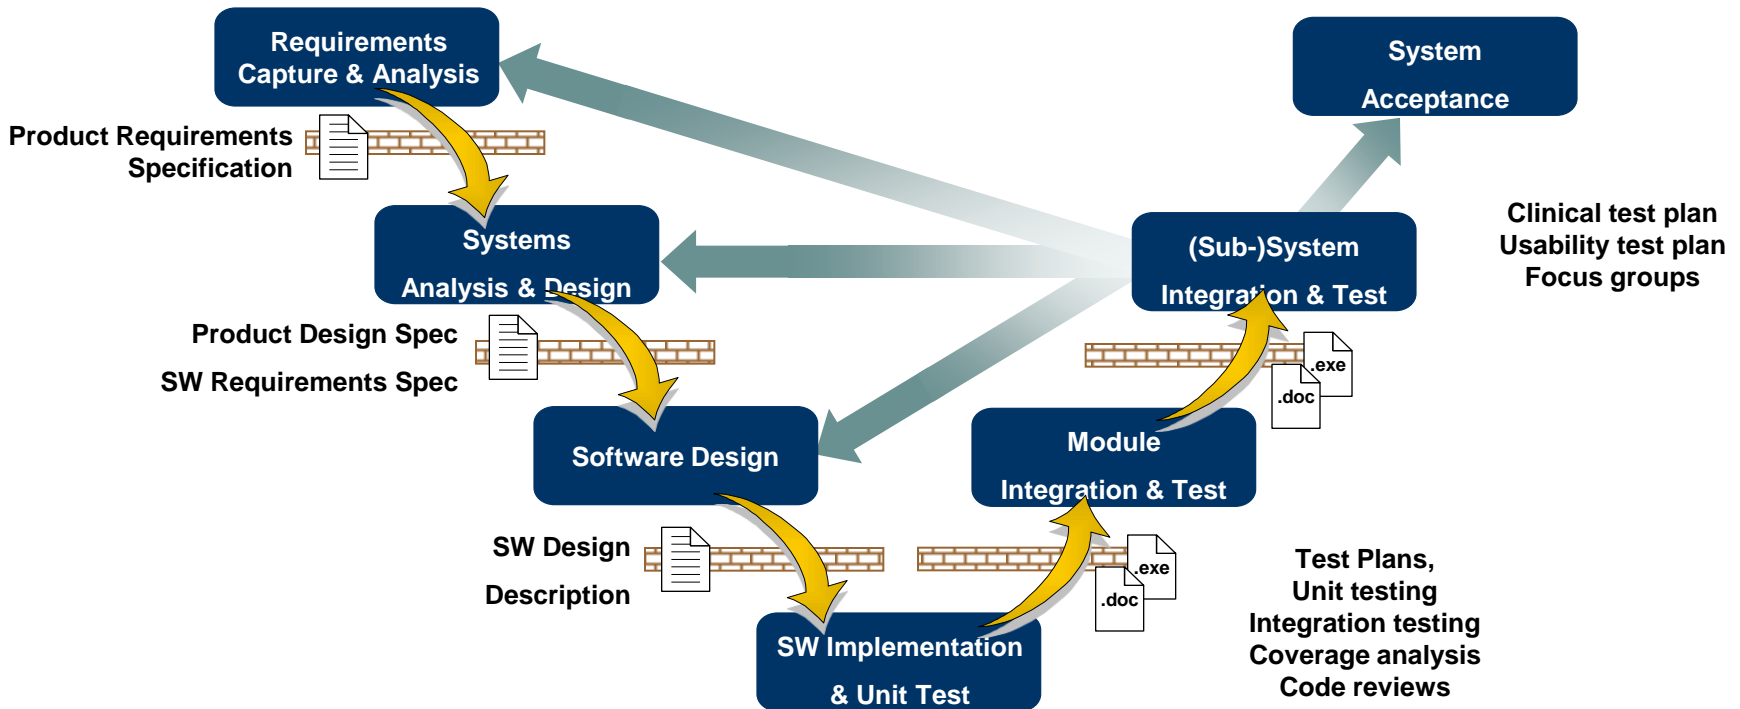 Requirements
Capture & Analysis
System
Acceptance
Product Requirements
Specification
Systems
Analysis & Design
(Sub-)System
Integration & Test
Clinical test plan
Usability test plan
Focus groups
Product Design Spec
SW Requirements Spec
.exe
.doc
Software Design
Module
Integration & Test
SW Design
Description
.exe
.doc
Test Plans,
Unit testing
Integration testing
Coverage analysis
Code reviews
SW Implementation
& Unit Test